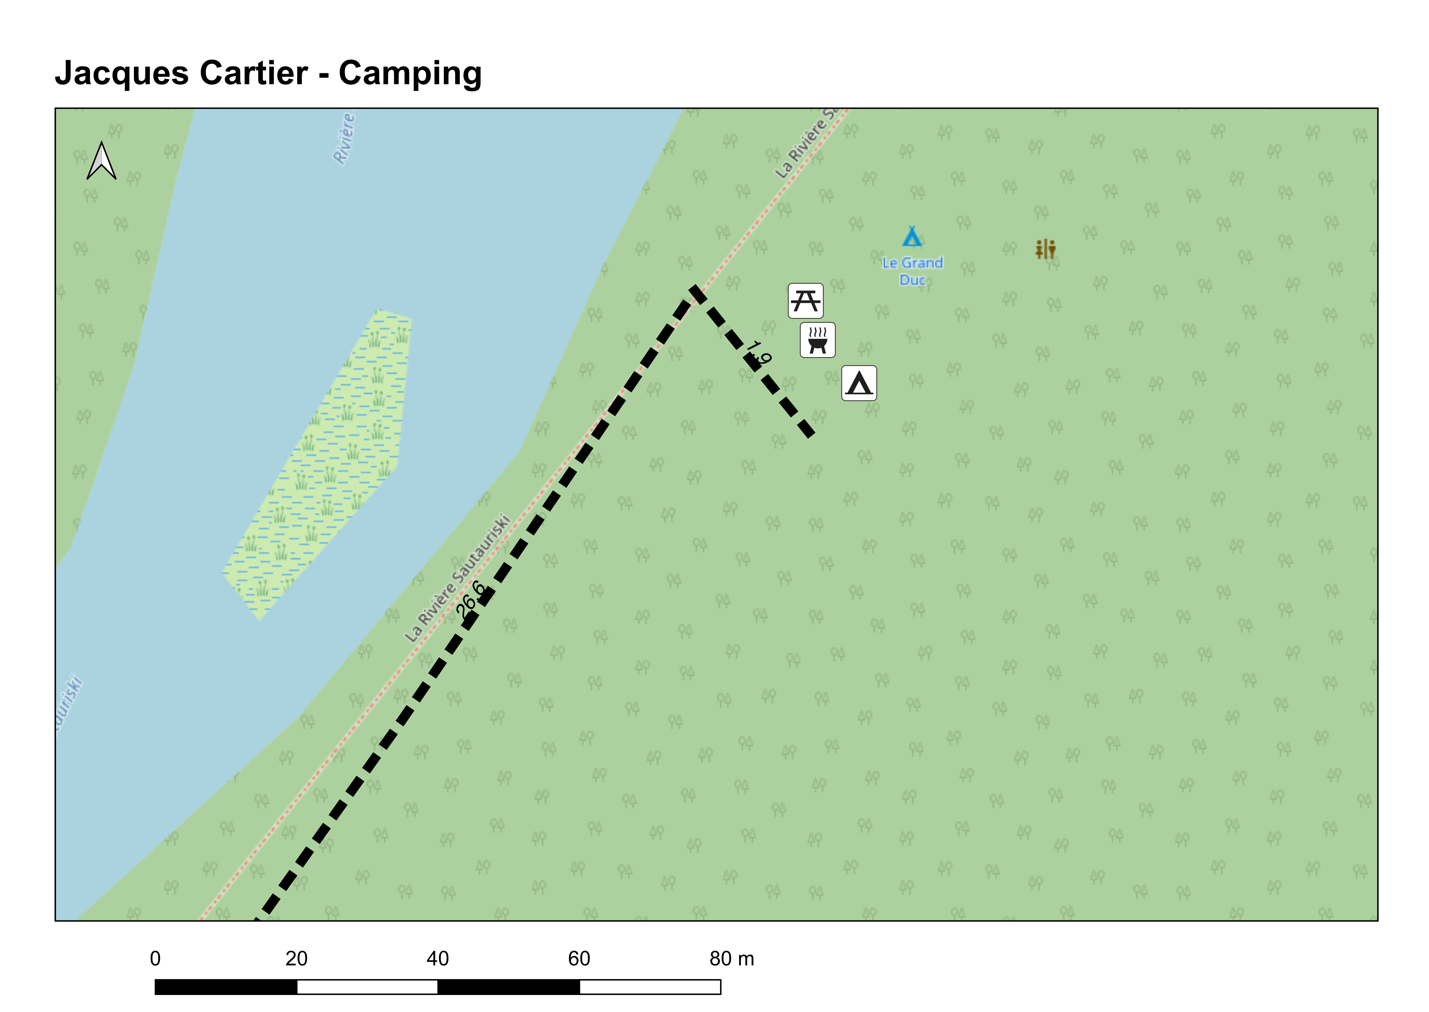 Jacques Cartier - Camping
Rivière
La Rivière Sa
Le Grand
Duc
1.9
La Rivière Sautauriski
26.6
auriski
0 20 40 60 80 m